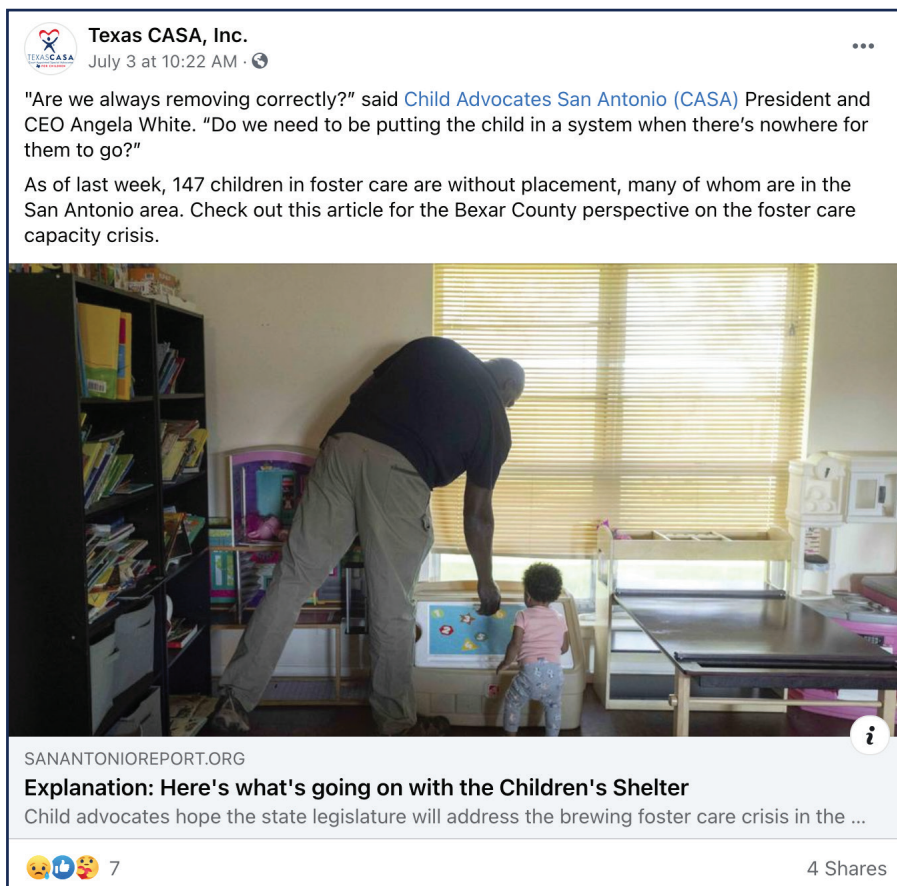 Texas CASA, Inc.
July 3 at 10:22 AM ·
"Are we always removing correctly?” said Child Advocates San Antonio (CASA) President and
CEO Angela White. “Do we need to be putting the child in a system when there’s nowhere for
them to go?”
As of last week, 147 children in foster care are without placement, many of whom are in the
San Antonio area. Check out this article for the Bexar County perspective on the foster care
capacity crisis.
SANANTONIOREPORT.ORG
Explanation: Here's what's going on with the Children's Shelter
Child advocates hope the state legislature will address the brewing foster care crisis in the ...
7
4 Shares
TEXASCASA